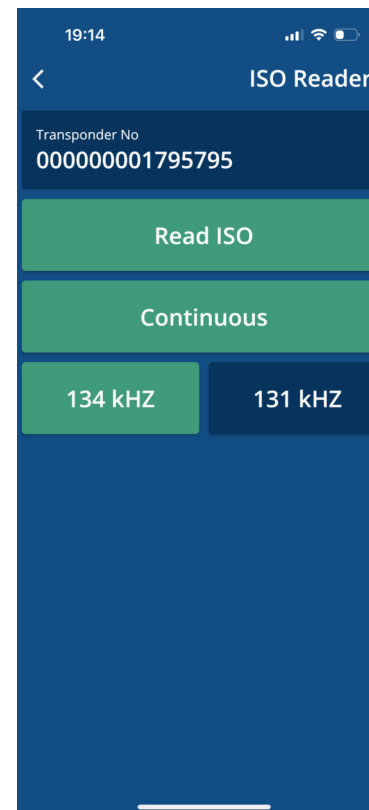 19:14
ISO Reader
Transponder No
000000001795795
Read ISO
Continuous
134 kHZ
131 kHZ